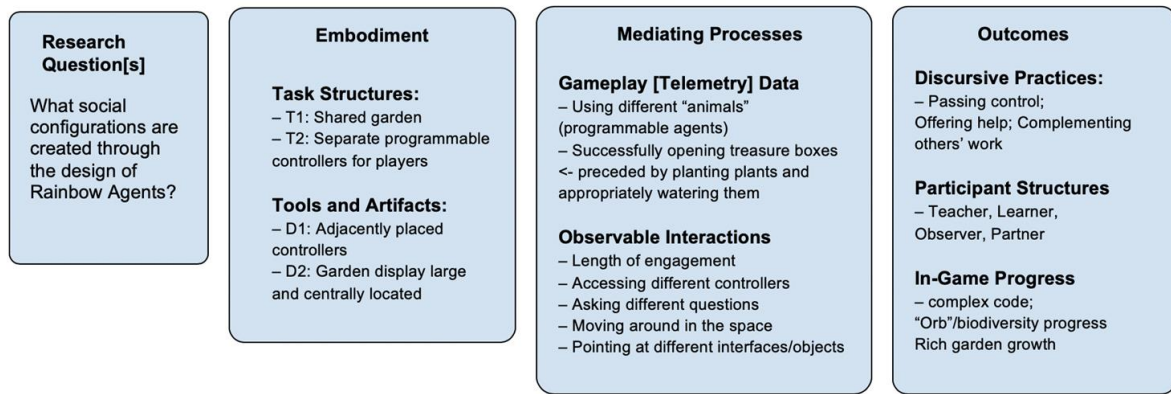 Research
Question[s]
What social
configurations are
created through
the design of
Rainbow Agents?
Embodiment
Task Structures:
– T1: Shared garden
– T2: Separate programmable
controllers for players
Tools and Artifacts:
– D1: Adjacently placed
controllers
– D2: Garden display large
and centrally located
Mediating Processes
Gameplay [Telemetry] Data
– Using different “animals”
(programmable agents)
– Successfully opening treasure boxes
<- preceded by planting plants and
appropriately watering them
Observable Interactions
– Length of engagement
– Accessing different controllers
– Asking different questions
– Moving around in the space
– Pointing at different interfaces/objects
Outcomes
Discursive Practices:
– Passing control;
Offering help; Complementing
others’ work
Participant Structures
– Teacher, Learner,
Observer, Partner
In-Game Progress
– complex code;
“Orb”/biodiversity progress
Rich garden growth